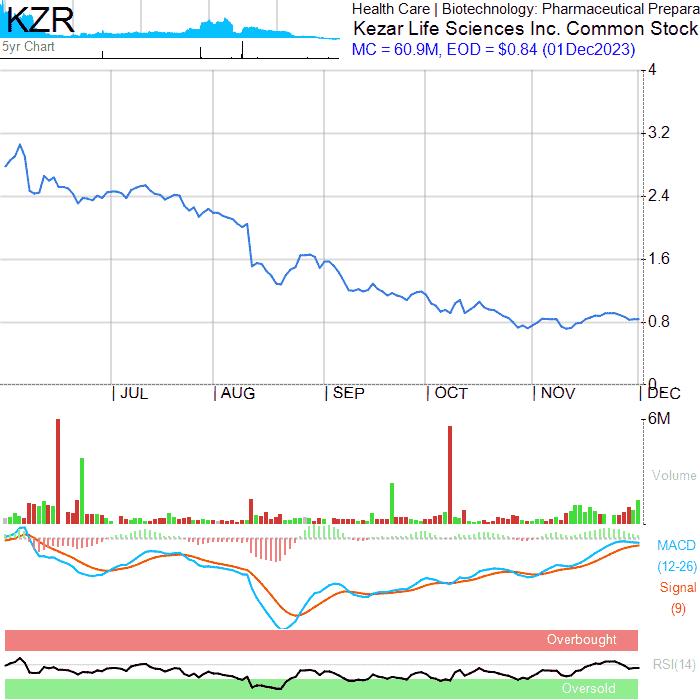 KZR
5yr Chart
Health Care | Biotechnology: Pharmaceutical Prepara
Kezar Life Sciences Inc. Common Stock
MC = 60.9M, EOD = $0.84 (01Dec2023)
4
3.2
2.4
1.6
0.8
0
| JUL | AUG | SEP | OCT | NOV | DEC
6M
Volume
MACD
(12-26)
Signal
(9)
Overbought
RSI(14)
Oversold